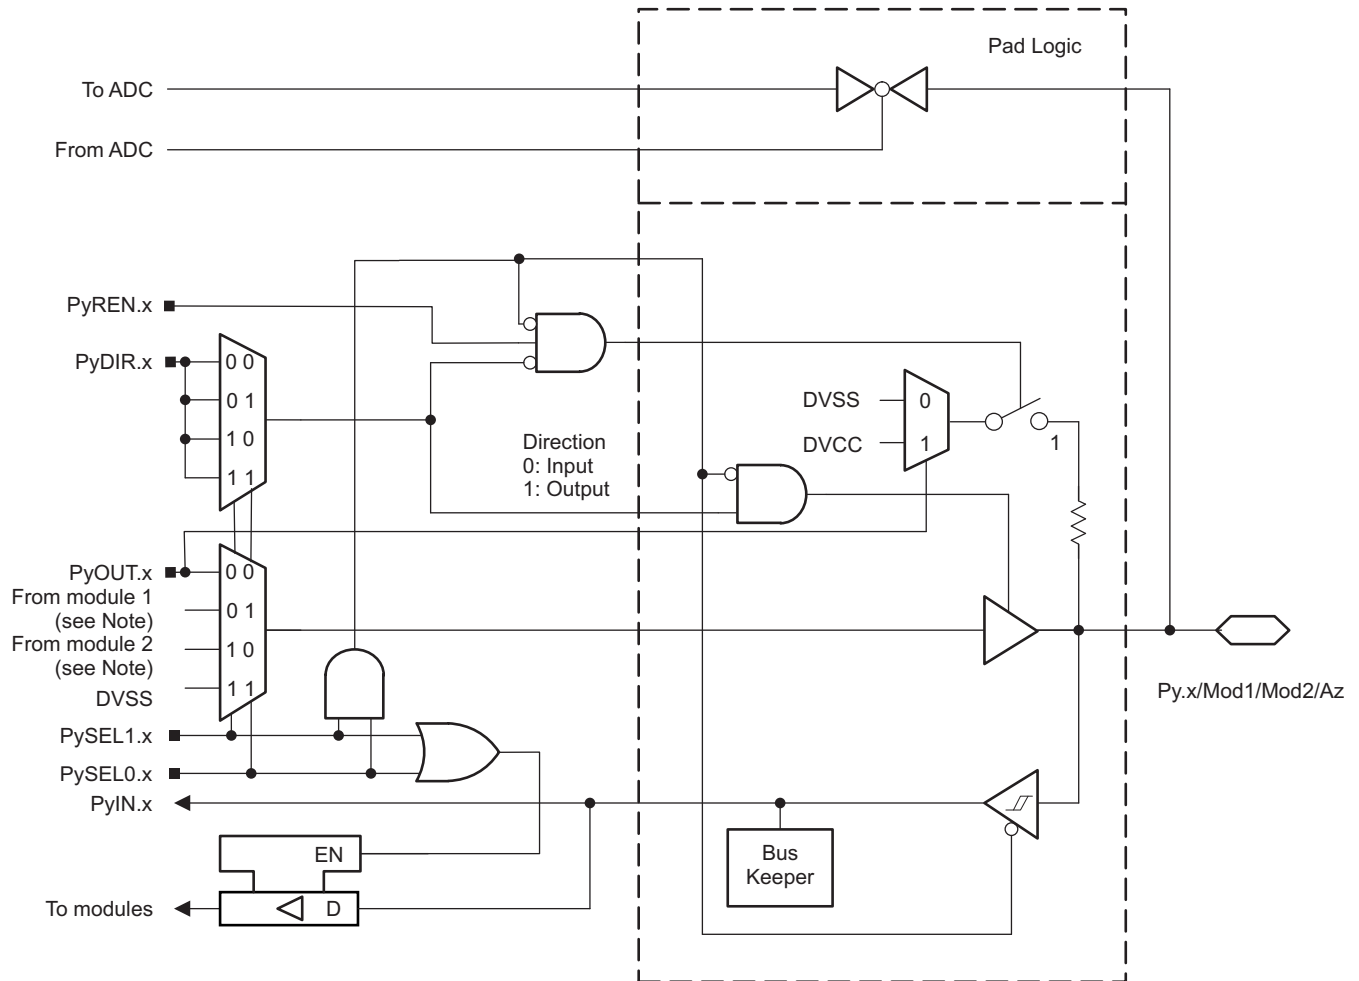 Pad Logic
To ADC
From ADC
PyREN.x
PyDIR.x
0 0
0 1
1 0
1 1
Direction
0: Input
1: Output
DVSS
0
DVCC
1
1
PyOUT.x
0 0
From module 1
(see Note)
0 1
From module 2
(see Note)
1 0
DVSS
1 1
Py.x/Mod1/Mod2/Az
PySEL1.x
PySEL0.x
PyIN.x
EN
Bus
Keeper
To modules
D